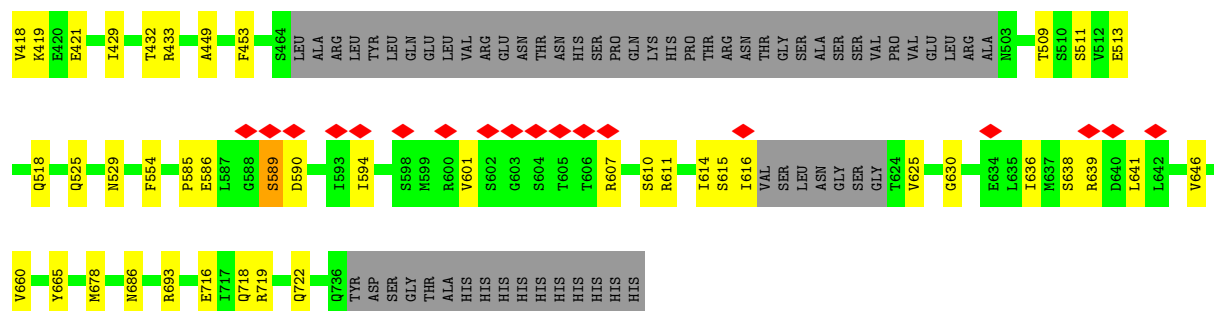 V418 K419 E420 E421 I429 T432 R433 A449 F453 S464 LEU ALA ARG LEU TYR LEU GLN GLU LEU VAL ARG GLU ASN THR ASN HIS SER PRO GLN LYS HIS PRO THR ARG ASN THR GLY SER ALA SER SER VAL PRO VAL GLU LEU ARG ALA N503 T509 S510 S511 V512 E513
Q518 Q525 N529 F554 P585 E586 L587 G588 S589 D590 I593 I594 S598 M599 R600 V601 S602 G603 S604 T605 T606 R607 S610 R611 I614 S615 I616 VAL SER LEU ASN GLY SER GLY T624 V625 G630 E634 L635 I636 M637 S638 R639 D640 L641 L642 V646
V660 Y665 M678 N686 R693 E716 I717 Q718 R719 Q722 Q736 TYR ASP SER GLY THR ALA HIS HIS HIS HIS HIS HIS HIS HIS HIS HIS